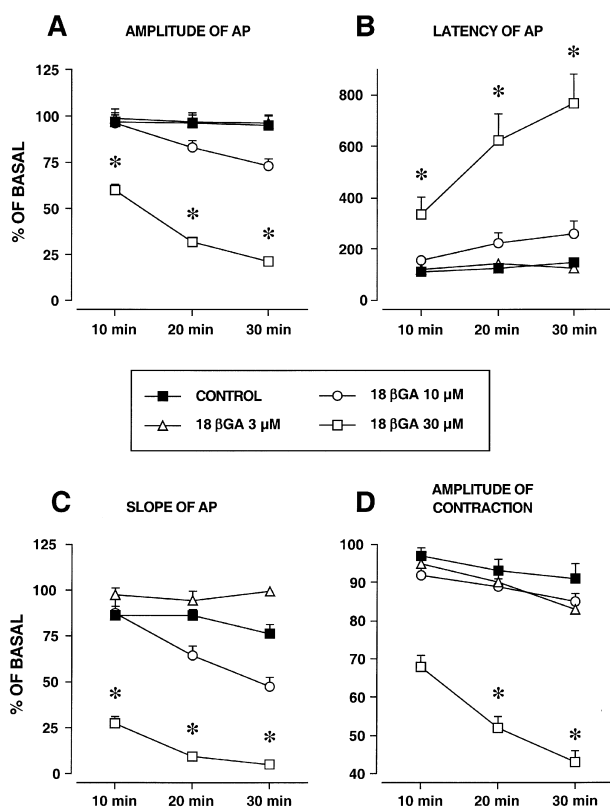 A AMPLITUDE OF AP
B LATENCY OF AP
% OF BASAL
125
100
75
50
25
0
10 min 20 min 30 min
*
*
*
800
600
400
200
0
10 min 20 min 30 min
*
*
*
CONTROL 18 βGA 10 μM
18 βGA 3 μM 18 βGA 30 μM
C SLOPE OF AP
D AMPLITUDE OF
CONTRACTION
% OF BASAL
125
100
75
50
25
0
10 min 20 min 30 min
*
*
*
100
90
80
70
60
50
40
10 min 20 min 30 min
*
*